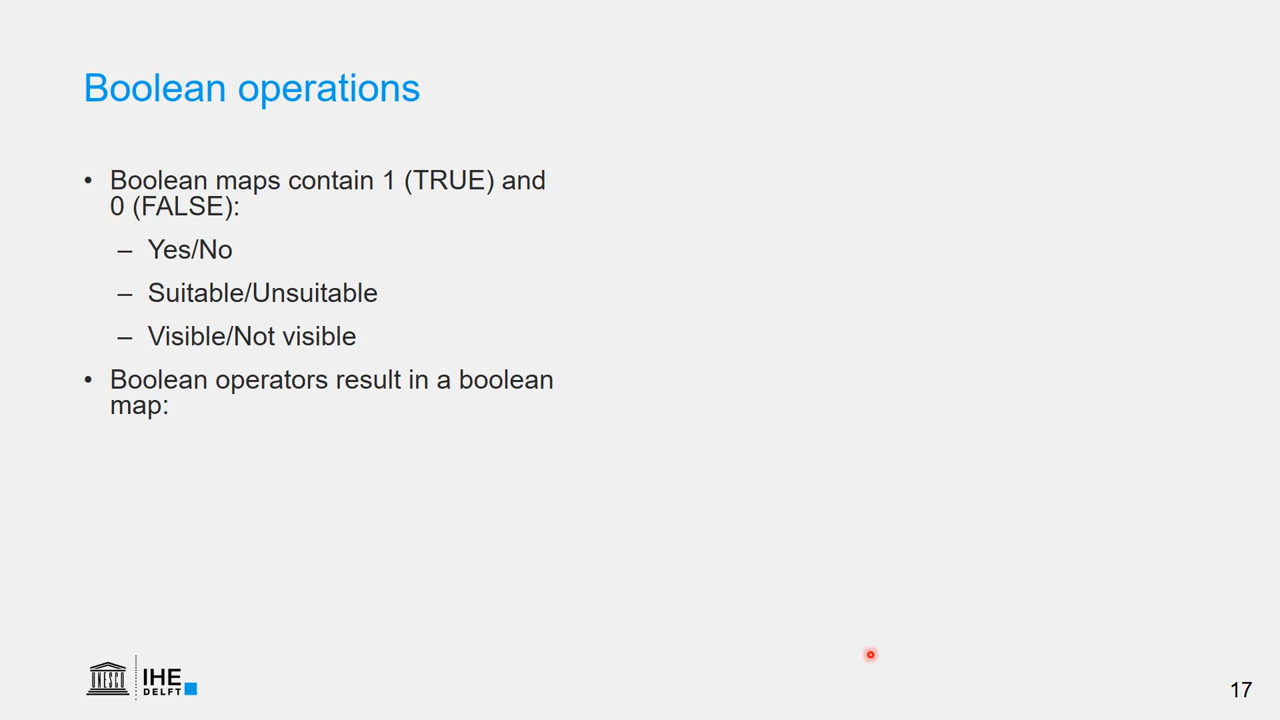 Boolean operations
• Boolean maps contain 1 (TRUE) and
0 (FALSE):
– Yes/No
– Suitable/Unsuitable
– Visible/Not visible
• Boolean operators result in a boolean
map:
UNESCO
IHE
DELFT
17